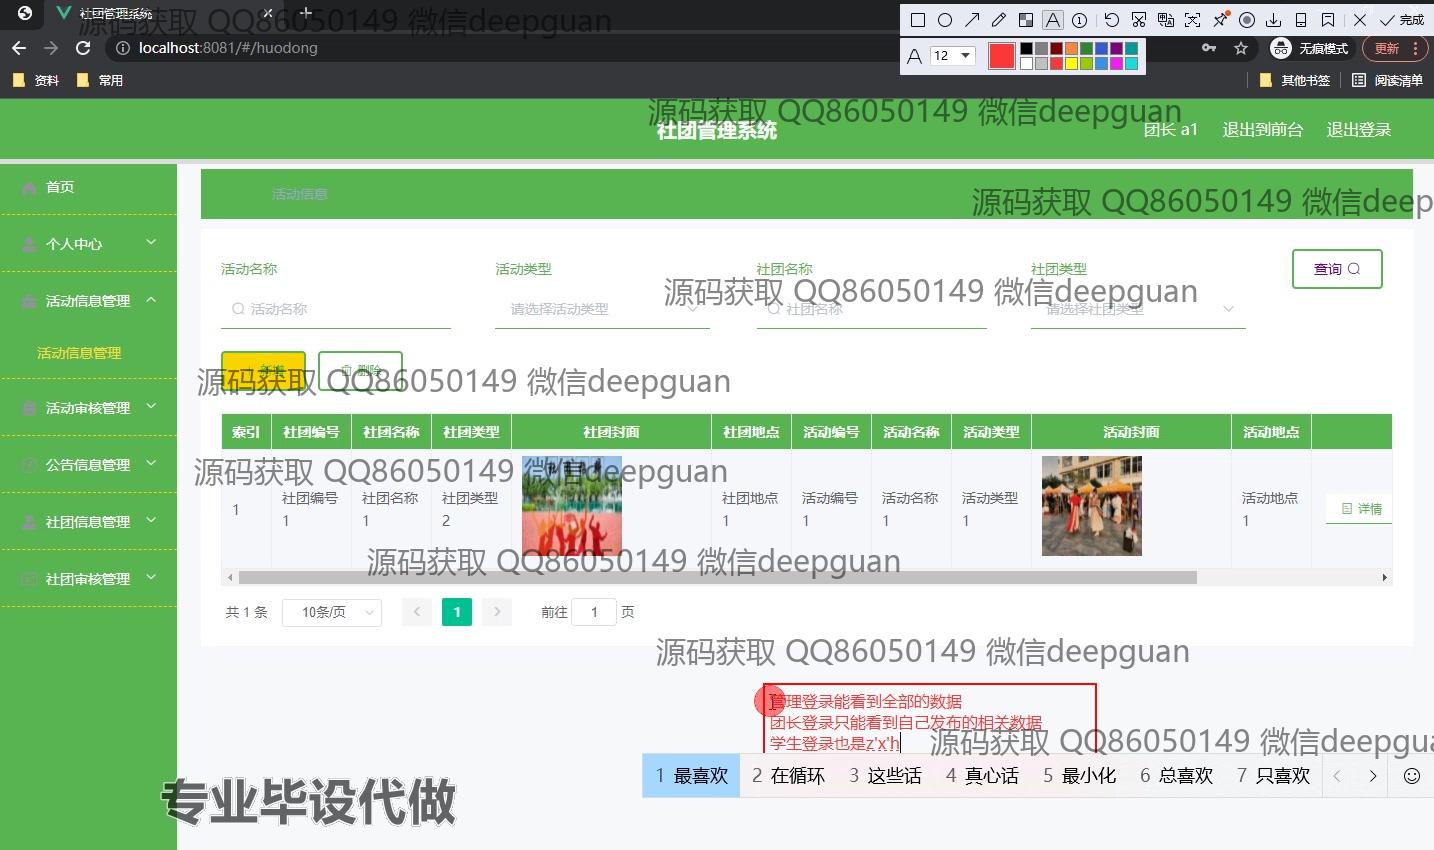 社团管理系统
源码获取 QQ86050149 微信deepguan
完成
localhost:8081/#/huodong
A 12
无痕模式
更新
资料
常用
其他书签
阅读清单
源码获取 QQ86050149 微信deepguan
社团管理系统
团长 a1
退出到前台
退出登录
首页
活动信息
源码获取 QQ86050149 微信deep
个人中心
活动名称
活动类型
社团名称
社团类型
查询
源码获取 QQ86050149 微信deepguan
活动信息管理
活动名称
请选择活动类型
社团名称
请选择社团类型
活动信息管理
新增
删除
源码获取 QQ86050149 微信deepguan
活动审核管理
索引 社团编号 社团名称 社团类型 社团封面 社团地点 活动编号 活动名称 活动类型 活动封面 活动地点
公告信息管理
源码获取 QQ86050149 微信deepguan
1 社团编号1 社团名称1 社团类型2 社团地点1 活动编号1 活动名称1 活动类型1 活动地点1 详情
社团信息管理
源码获取 QQ86050149 微信deepguan
社团审核管理
共 1 条 10条/页 1 前往 1 页
源码获取 QQ86050149 微信deepguan
管理登录能看到全部的数据
团长登录只能看到自己发布的相关数据
学生登录也是z'x'h
源码获取 QQ86050149 微信deepgua
1 最喜欢 2 在循环 3 这些话 4 真心话 5 最小化 6 总喜欢 7 只喜欢
专业毕设代做